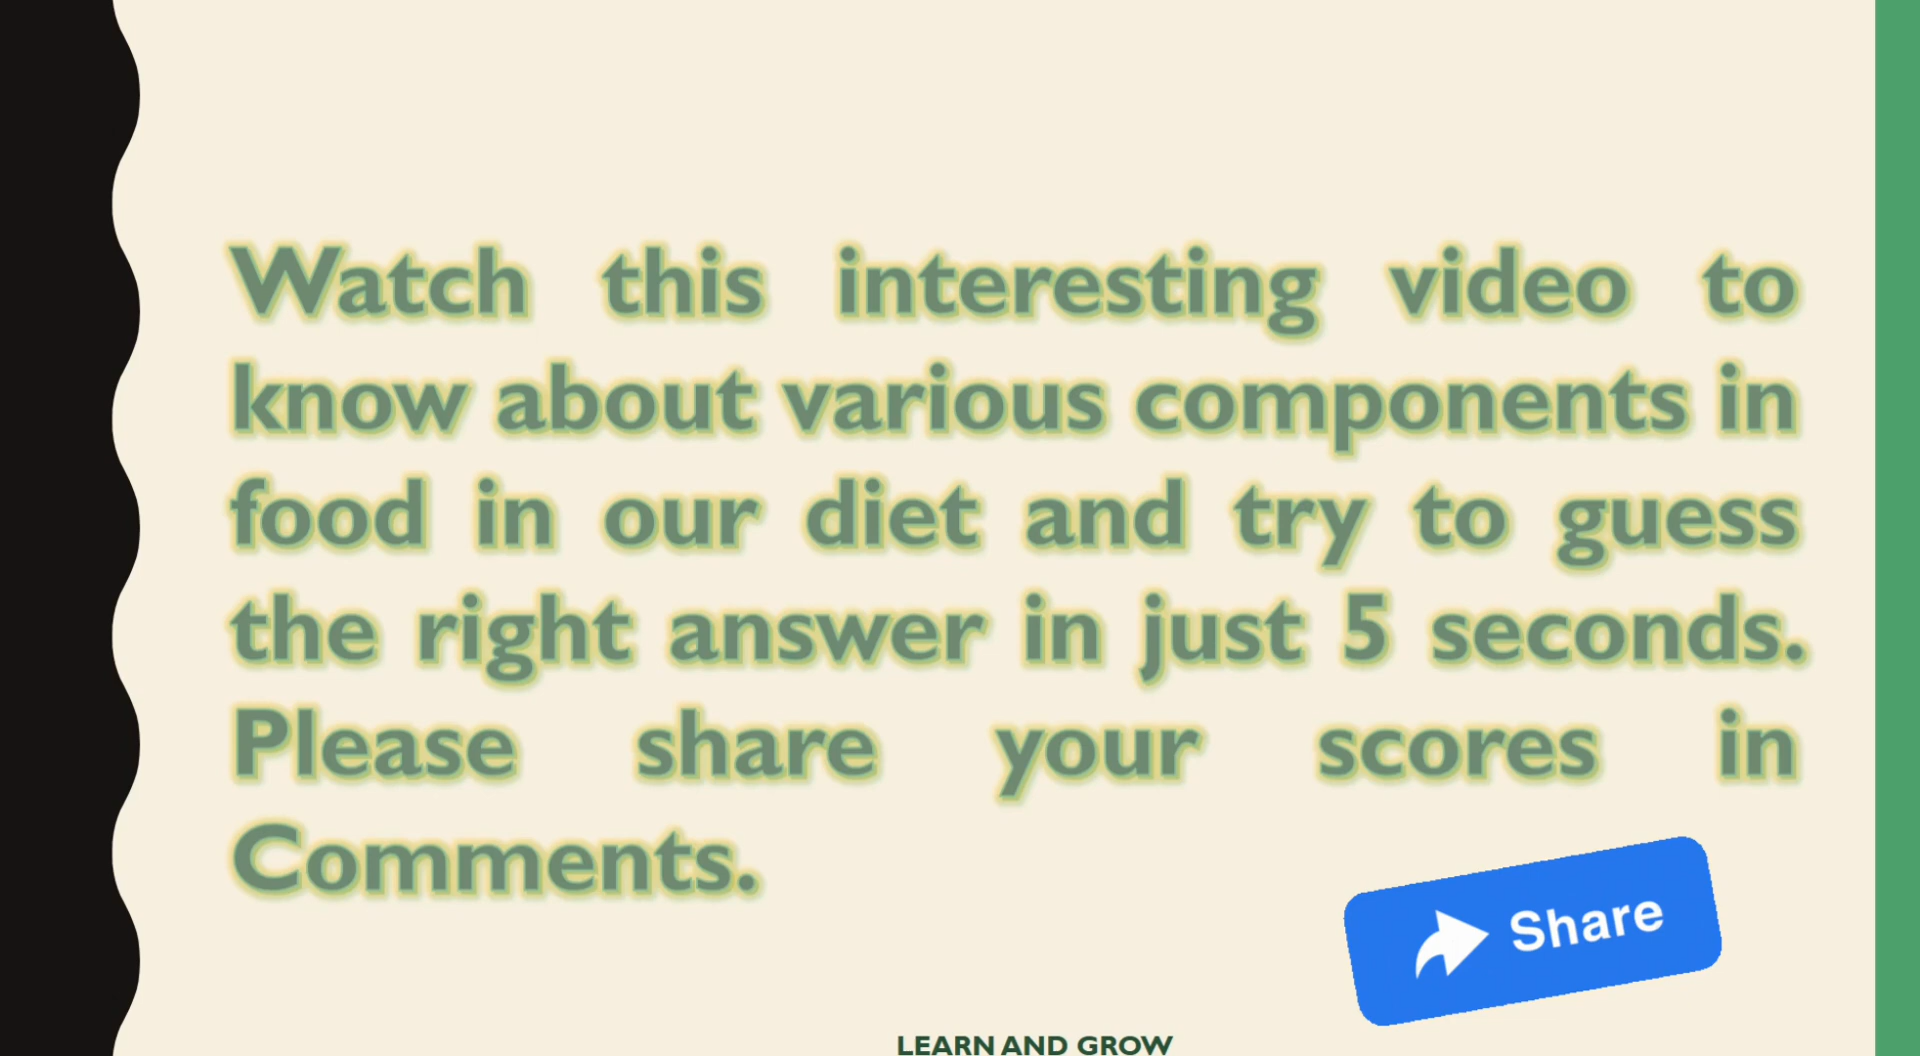 Watch this interesting video to
know about various components in
food in our diet and try to guess
the right answer in just 5 seconds.
Please share your scores in
Comments.
Share
LEARN AND GROW